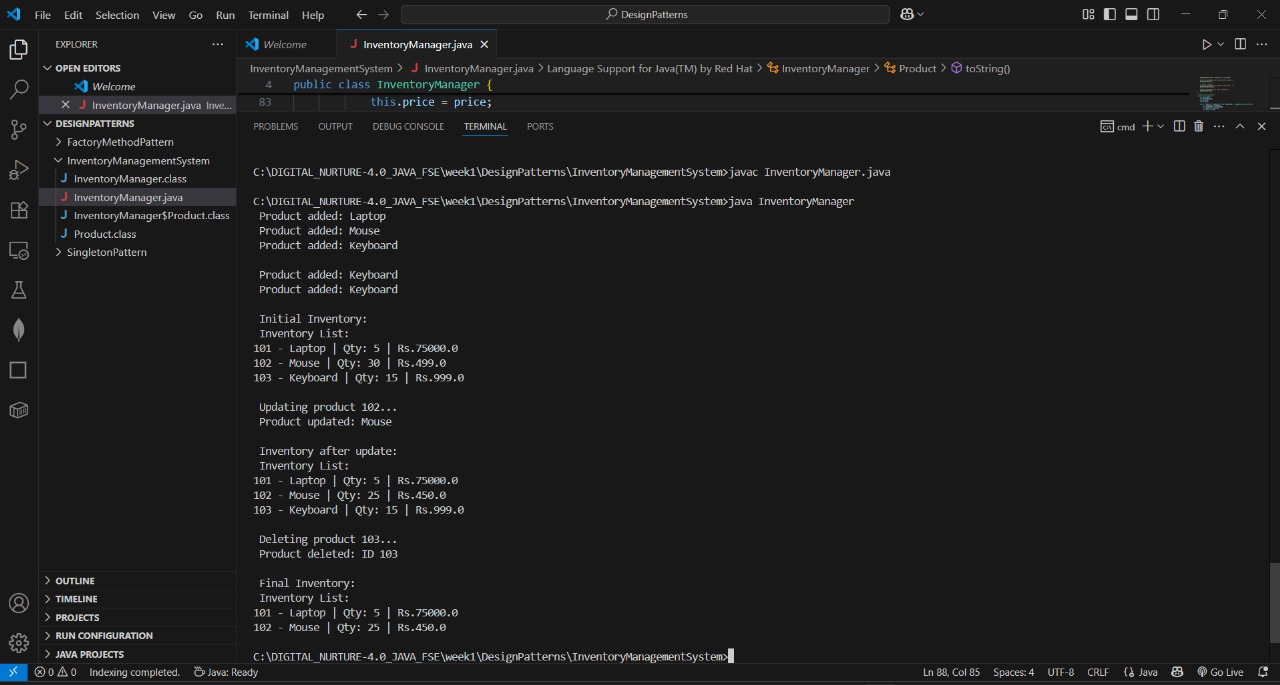 File Edit Selection View Go Run Terminal Help
DesignPatterns
EXPLORER
OPEN EDITORS
Welcome
InventoryManager.java Inve...
DESIGNPATTERNS
FactoryMethodPattern
InventoryManagementSystem
InventoryManager.class
InventoryManager.java
InventoryManager$Product.class
Product.class
SingletonPattern
OUTLINE
TIMELINE
PROJECTS
RUN CONFIGURATION
JAVA PROJECTS
Welcome InventoryManager.java
InventoryManagementSystem > InventoryManager.java > Language Support for Java(TM) by Red Hat > InventoryManager > Product > toString()
4 public class InventoryManager {
83 this.price = price;
PROBLEMS OUTPUT DEBUG CONSOLE TERMINAL PORTS
cmd
C:\DIGITAL_NURTURE-4.0_JAVA_FSE\week1\DesignPatterns\InventoryManagementSystem>javac InventoryManager.java
C:\DIGITAL_NURTURE-4.0_JAVA_FSE\week1\DesignPatterns\InventoryManagementSystem>java InventoryManager
Product added: Laptop
Product added: Mouse
Product added: Keyboard
Product added: Keyboard
Product added: Keyboard
Initial Inventory:
Inventory List:
101 - Laptop | Qty: 5 | Rs.75000.0
102 - Mouse | Qty: 30 | Rs.499.0
103 - Keyboard | Qty: 15 | Rs.999.0
Updating product 102...
Product updated: Mouse
Inventory after update:
Inventory List:
101 - Laptop | Qty: 5 | Rs.75000.0
102 - Mouse | Qty: 25 | Rs.450.0
103 - Keyboard | Qty: 15 | Rs.999.0
Deleting product 103...
Product deleted: ID 103
Final Inventory:
Inventory List:
101 - Laptop | Qty: 5 | Rs.75000.0
102 - Mouse | Qty: 25 | Rs.450.0
C:\DIGITAL_NURTURE-4.0_JAVA_FSE\week1\DesignPatterns\InventoryManagementSystem>
0 0 Indexing completed. Java: Ready
Ln 88, Col 85 Spaces: 4 UTF-8 CRLF {} Java Go Live